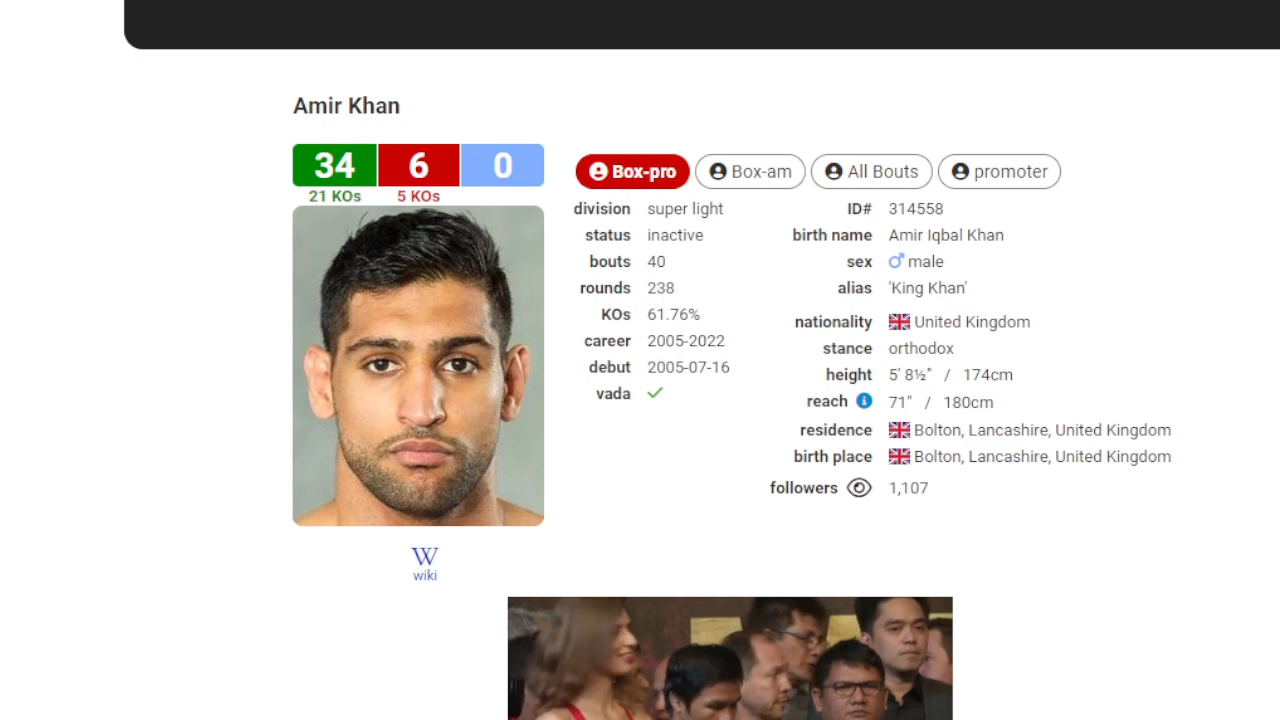 Amir Khan
34 6 0
21 KOs 5 KOs
Box-pro Box-am All Bouts promoter
division super light
status inactive
bouts 40
rounds 238
KOs 61.76%
career 2005-2022
debut 2005-07-16
vada
ID# 314558
birth name Amir Iqbal Khan
sex male
alias 'King Khan'
nationality United Kingdom
stance orthodox
height 5' 8½" / 174cm
reach 71" / 180cm
residence Bolton, Lancashire, United Kingdom
birth place Bolton, Lancashire, United Kingdom
followers 1,107
W
wiki